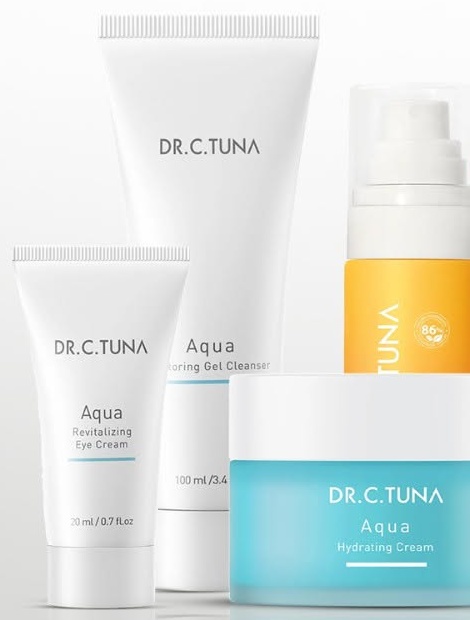 DR.C.TUNA
Aqua
Gel Cleanser
100 ml /3.4
DR.C.TUNA
Aqua
Revitalizing
Eye Cream
20 ml / 0.7 fl.oz
TUNA
86%
DR.C.TUNA
Aqua
Hydrating Cream